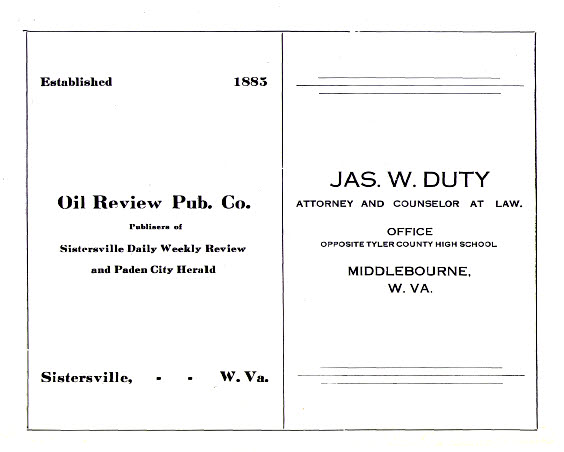 Established 1885
Oil Review Pub. Co.
Publisers of
Sistersville Daily Weekly Review
and Paden City Herald
Sistersville, - - W. Va.
JAS. W. DUTY
ATTORNEY AND COUNSELOR AT LAW.
OFFICE
OPPOSITE TYLER COUNTY HIGH SCHOOL
MIDDLEBOURNE,
W. VA.